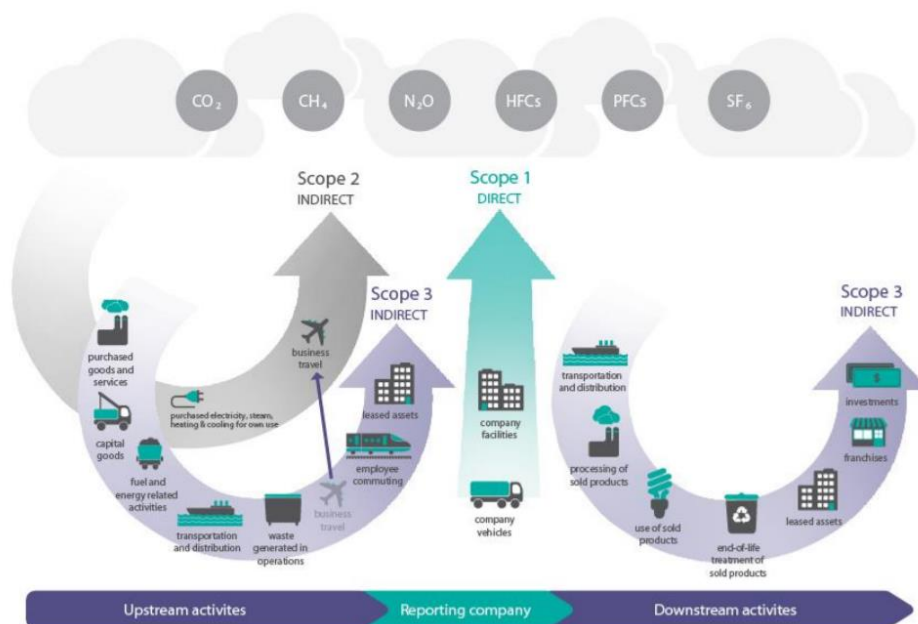 CO2
CH4
N2O
HFCs
PFCs
SF6
Scope 2
INDIRECT
Scope 1
DIRECT
Scope 3
INDIRECT
Scope 3
INDIRECT
purchased
goods and
services
capital
goods
fuel and
energy related
activities
transportation
and distribution
waste
generated in
operations
business
travel
business
travel
purchased electricity, steam,
heating & cooling for own use
employee
commuting
leased assets
company
facilities
company
vehicles
transportation
and distribution
processing of
sold products
use of sold
products
end-of-life
treatment of
sold products
leased assets
franchises
$
investments
Upstream activites
Reporting company
Downstream activites